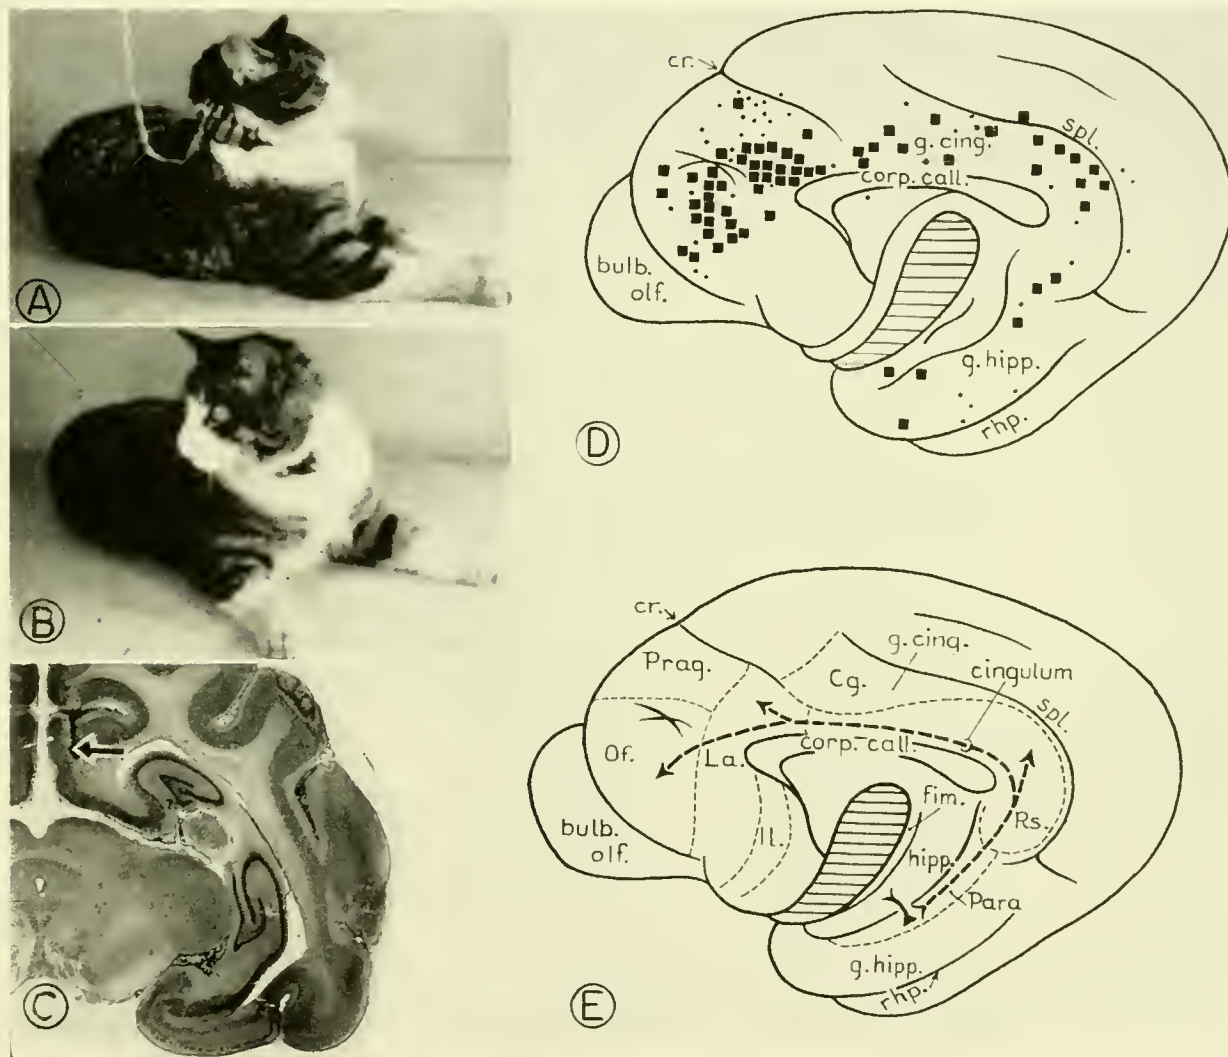 A
B
C
cr.
spl.
g. cing.
corp. call.
bulb.
olf.
g. hipp.
rhp.
D
cr.
g. cinq.
Prag.
Cg.
cingulum
spl.
Of.
La.
corp. call.
fim.
Rs.
bulb.
olf.
Il.
hipp.
Para
g. hipp.
rhp.
E